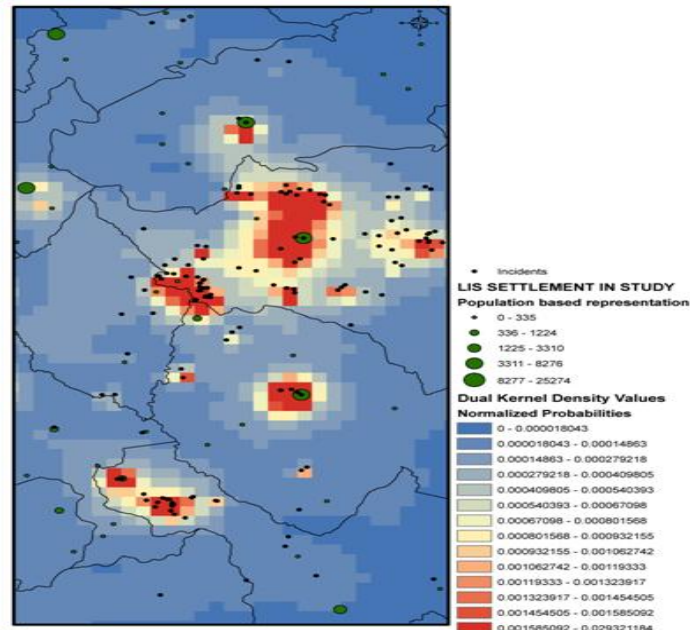 Incidents
LIS SETTLEMENT IN STUDY
Population based representation
0 - 335
336 - 1224
1225 - 3310
3311 - 8276
8277 - 25274
Dual Kernel Density Values
Normalized Probabilities
0 - 0.000018043
0.000018043 - 0.00014863
0.00014863 - 0.000279218
0.000279218 - 0.000409805
0.000409805 - 0.000540393
0.000540393 - 0.00067098
0.00067098 - 0.000801568
0.000801568 - 0.000932155
0.000932155 - 0.001062742
0.001062742 - 0.00119333
0.00119333 - 0.001323917
0.001323917 - 0.001454505
0.001454505 - 0.001585092
0.001585092 - 0.029321184